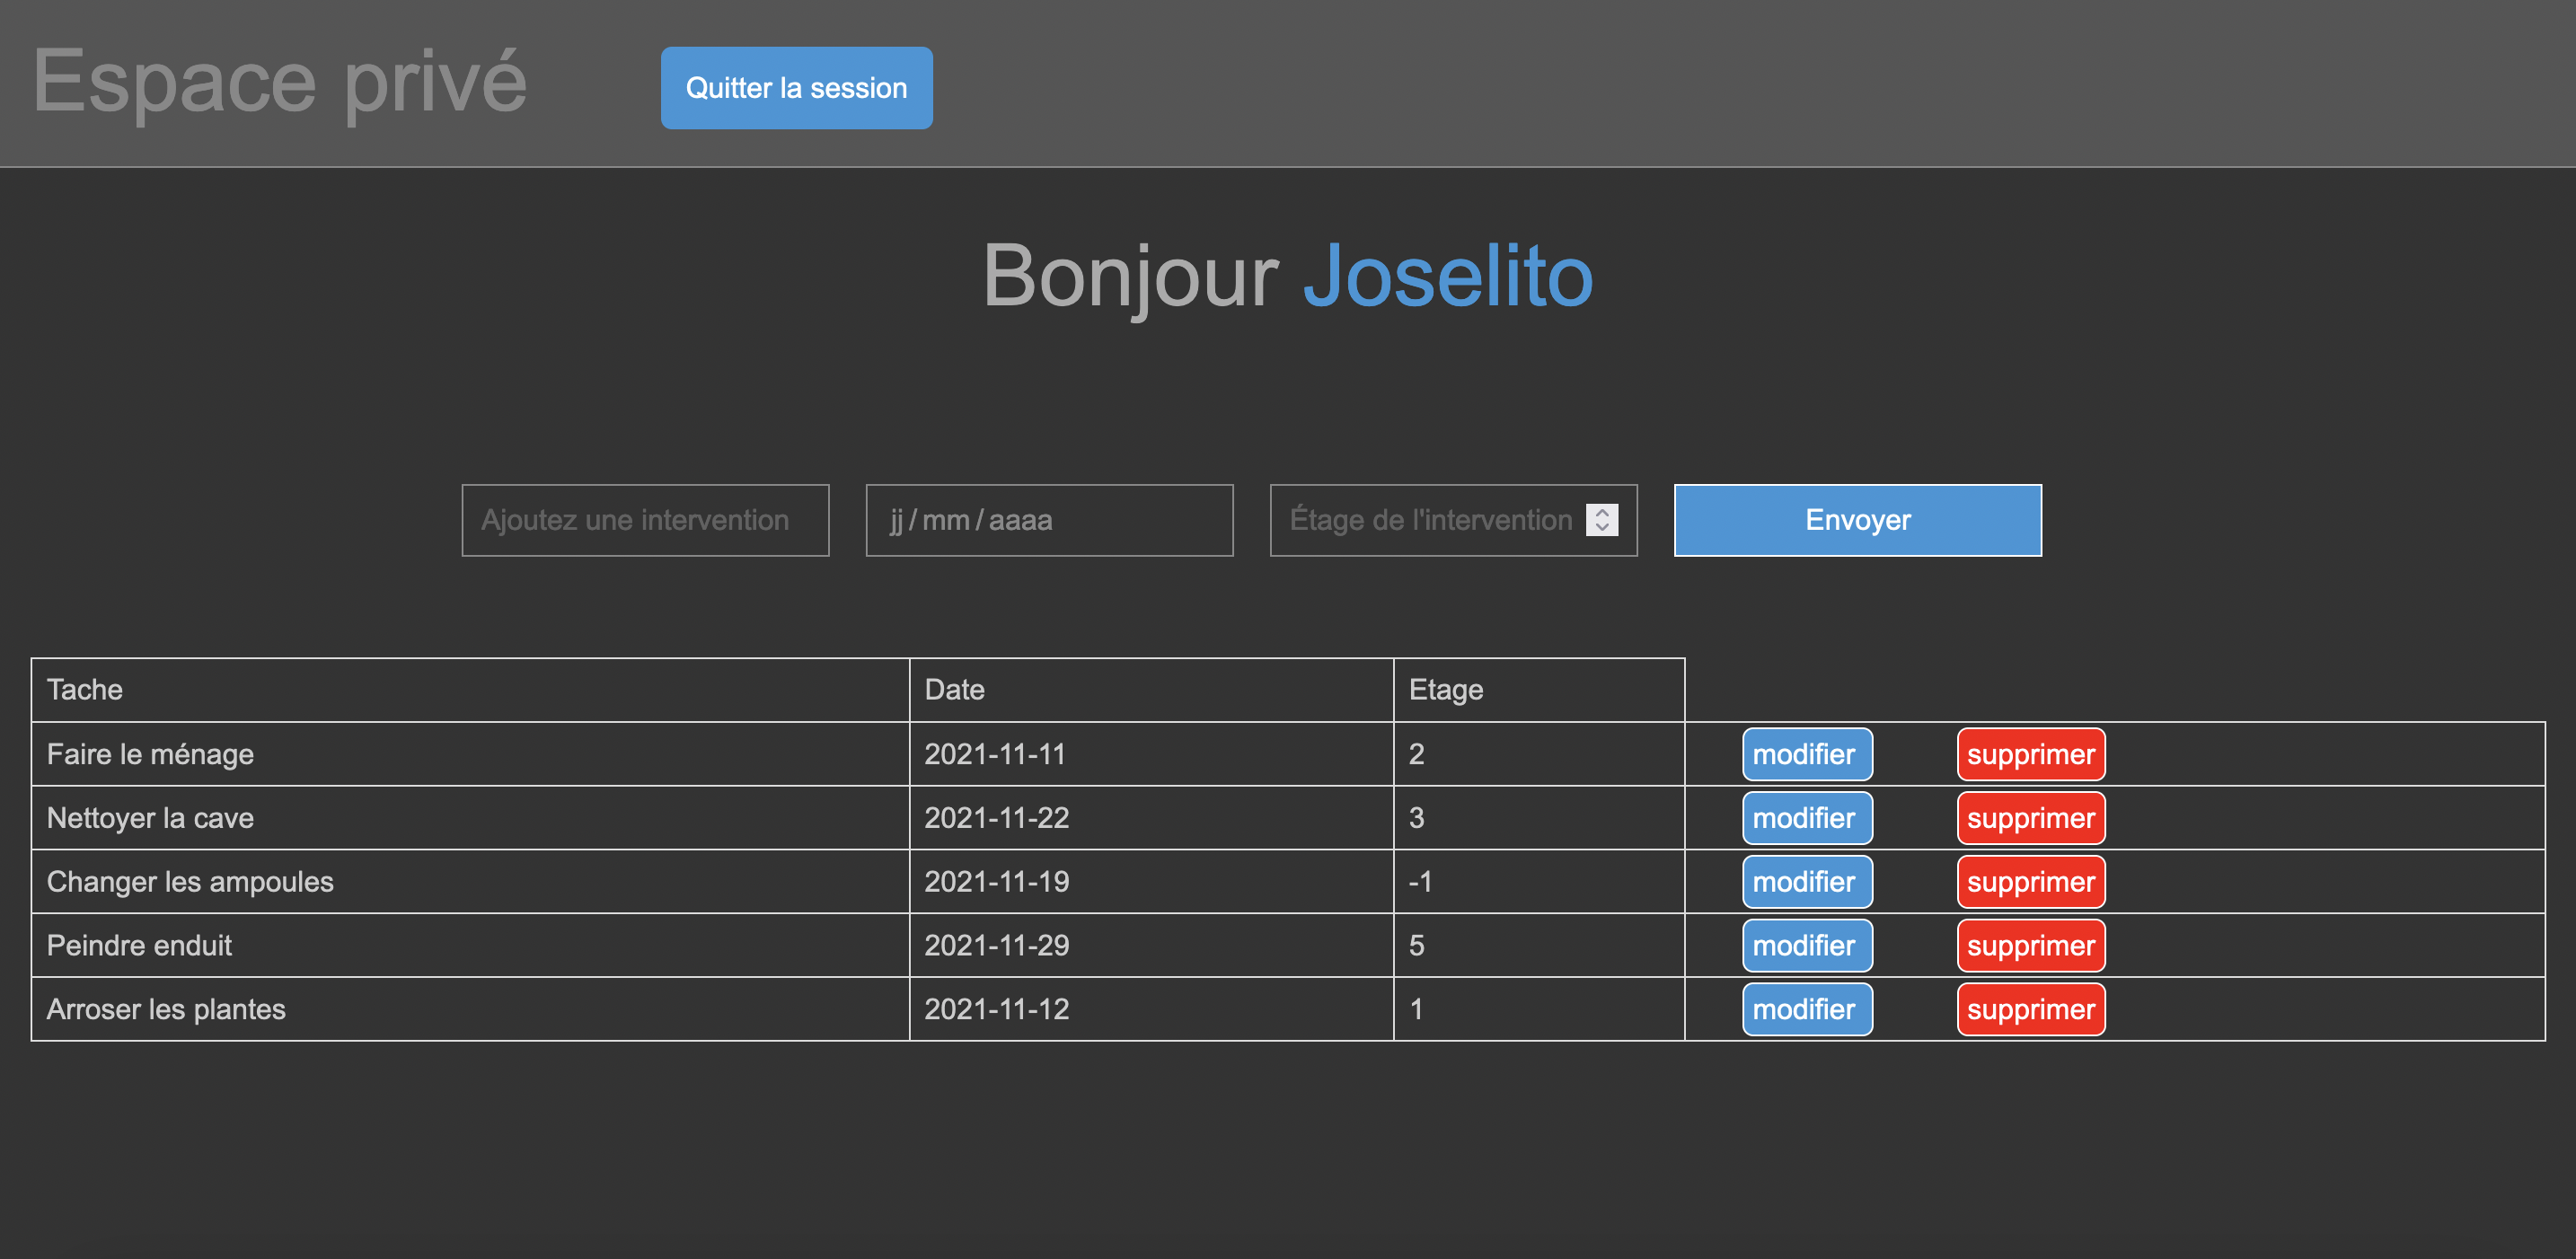 Espace privé Quitter la session
Bonjour Joselito
Ajoutez une intervention jj/mm/aaaa Étage de l'intervention Envoyer
Tache Date Etage
Faire le ménage 2021-11-11 2 modifier supprimer
Nettoyer la cave 2021-11-22 3 modifier supprimer
Changer les ampoules 2021-11-19 -1 modifier supprimer
Peindre enduit 2021-11-29 5 modifier supprimer
Arroser les plantes 2021-11-12 1 modifier supprimer